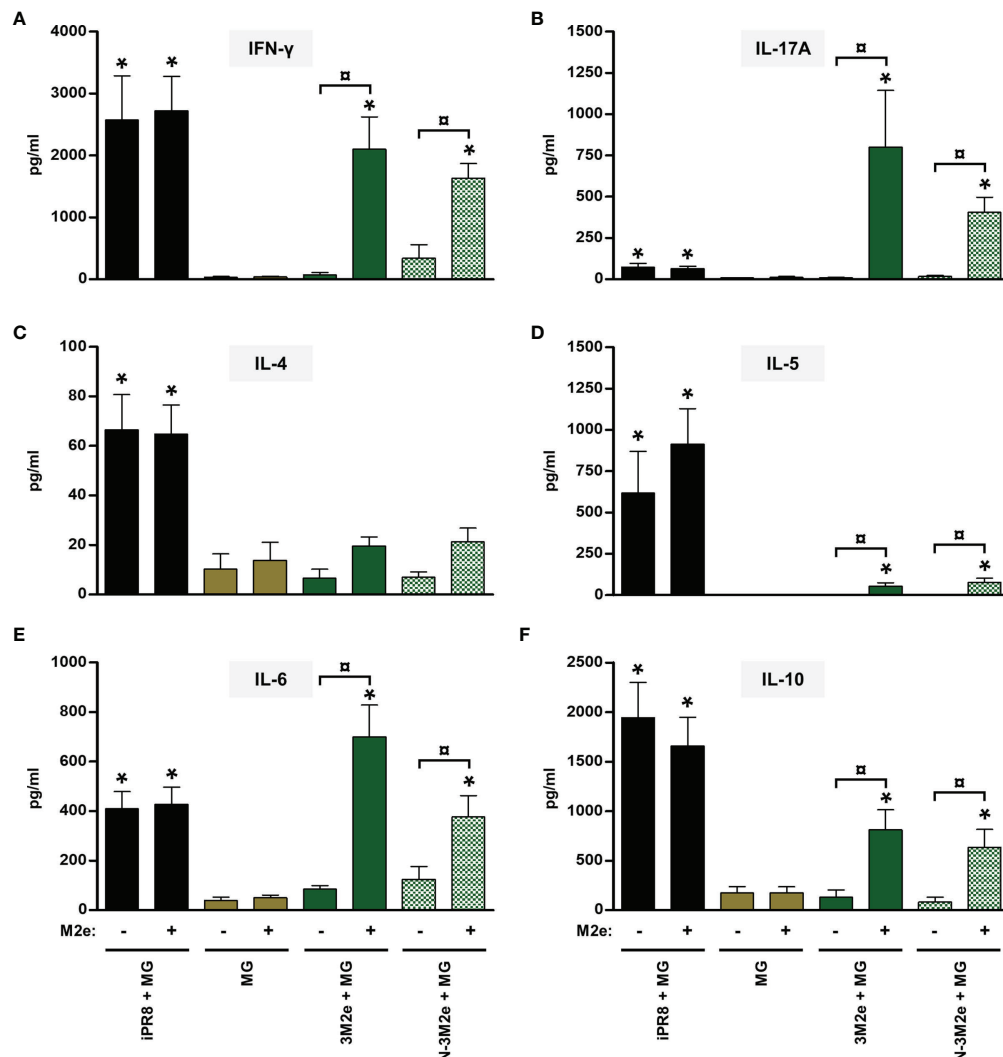 A
IFN-γ
4000
3000
2000
1000
0
pg/ml
* * ¤ * ¤ *
B
IL-17A
1500
1250
1000
750
500
250
0
pg/ml
* * ¤ * ¤ *
C
IL-4
100
80
60
40
20
0
pg/ml
* *
D
IL-5
1500
1250
1000
750
500
250
0
pg/ml
* * ¤ * ¤ *
E
IL-6
1000
800
600
400
200
0
pg/ml
* * ¤ * ¤ *
M2e: - + - + - + - +
iPR8 + MG
MG
3M2e + MG
N-3M2e + MG
F
IL-10
2500
2000
1500
1000
500
0
pg/ml
* * ¤ * ¤ *
M2e: - + - + - + - +
iPR8 + MG
MG
3M2e + MG
N-3M2e + MG